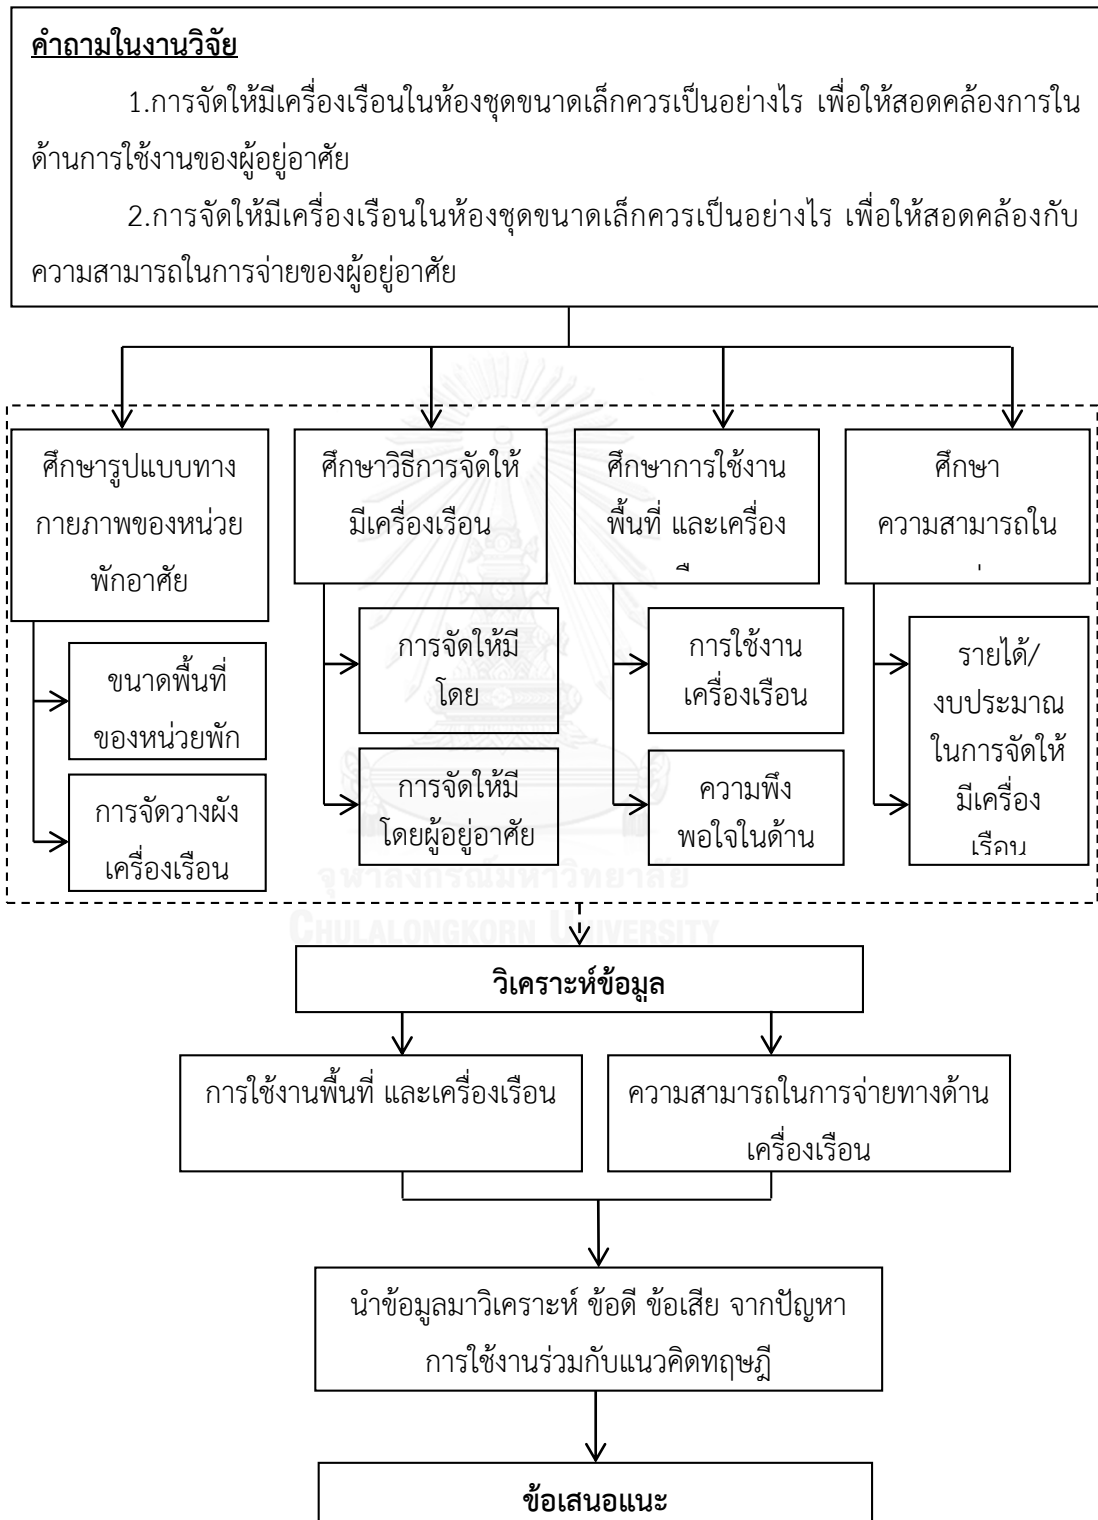 คำถามในงานวิจัย
1.การจัดให้มีเครื่องเรือนในห้องชุดขนาดเล็กควรเป็นอย่างไร เพื่อให้สอดคล้องการใน
ด้านการใช้งานของผู้อยู่อาศัย
2.การจัดให้มีเครื่องเรือนในห้องชุดขนาดเล็กควรเป็นอย่างไร เพื่อให้สอดคล้องกับ
ความสามารถในการจ่ายของผู้อยู่อาศัย
ศึกษารูปแบบทาง
กายภาพของหน่วย
พักอาศัย
ศึกษาวิธีการจัดให้
มีเครื่องเรือน
ศึกษาการใช้งาน
พื้นที่ และเครื่อง
ศึกษา
ความสามารถใน
ขนาดพื้นที่
ของหน่วยพัก
การจัดวางผัง
เครื่องเรือน
การจัดให้มี
โดย
การจัดให้มี
โดยผู้อยู่อาศัย
การใช้งาน
เครื่องเรือน
ความพึง
พอใจในด้าน
รายได้/
งบประมาณ
ในการจัดให้
มีเครื่อง
เรือน
จุฬาลงกรณ์มหาวิทยาลัย
CHULALONGKORN UNIVERSITY
วิเคราะห์ข้อมูล
การใช้งานพื้นที่ และเครื่องเรือน
ความสามารถในการจ่ายทางด้าน
เครื่องเรือน
นำข้อมูลมาวิเคราะห์ ข้อดี ข้อเสีย จากปัญหา
การใช้งานร่วมกับแนวคิดทฤษฎี
ข้อเสนอแนะ